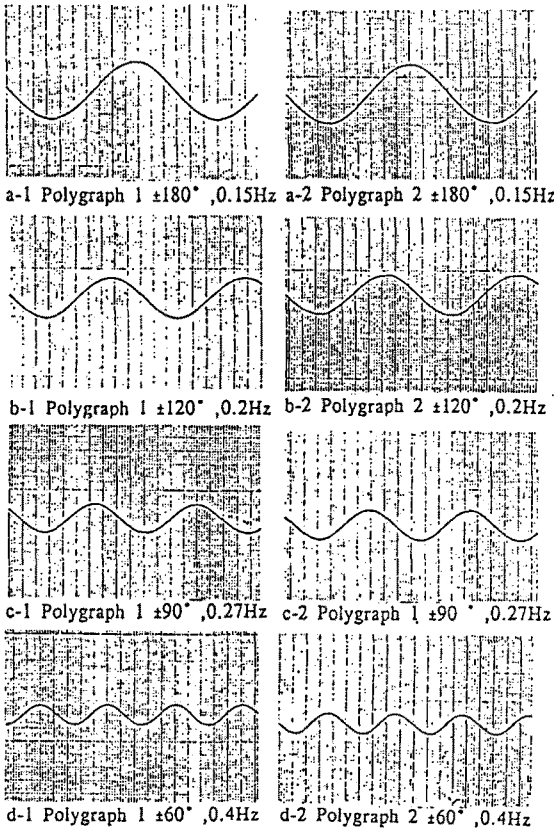 a-1 Polygraph 1 ±180° ,0.15Hz
a-2 Polygraph 2 ±180° ,0.15Hz
b-1 Polygraph 1 ±120° ,0.2Hz
b-2 Polygraph 2 ±120° ,0.2Hz
c-1 Polygraph 1 ±90° ,0.27Hz
c-2 Polygraph 1 ±90 ° ,0.27Hz
d-1 Polygraph 1 ±60° ,0.4Hz
d-2 Polygraph 2 ±60° ,0.4Hz